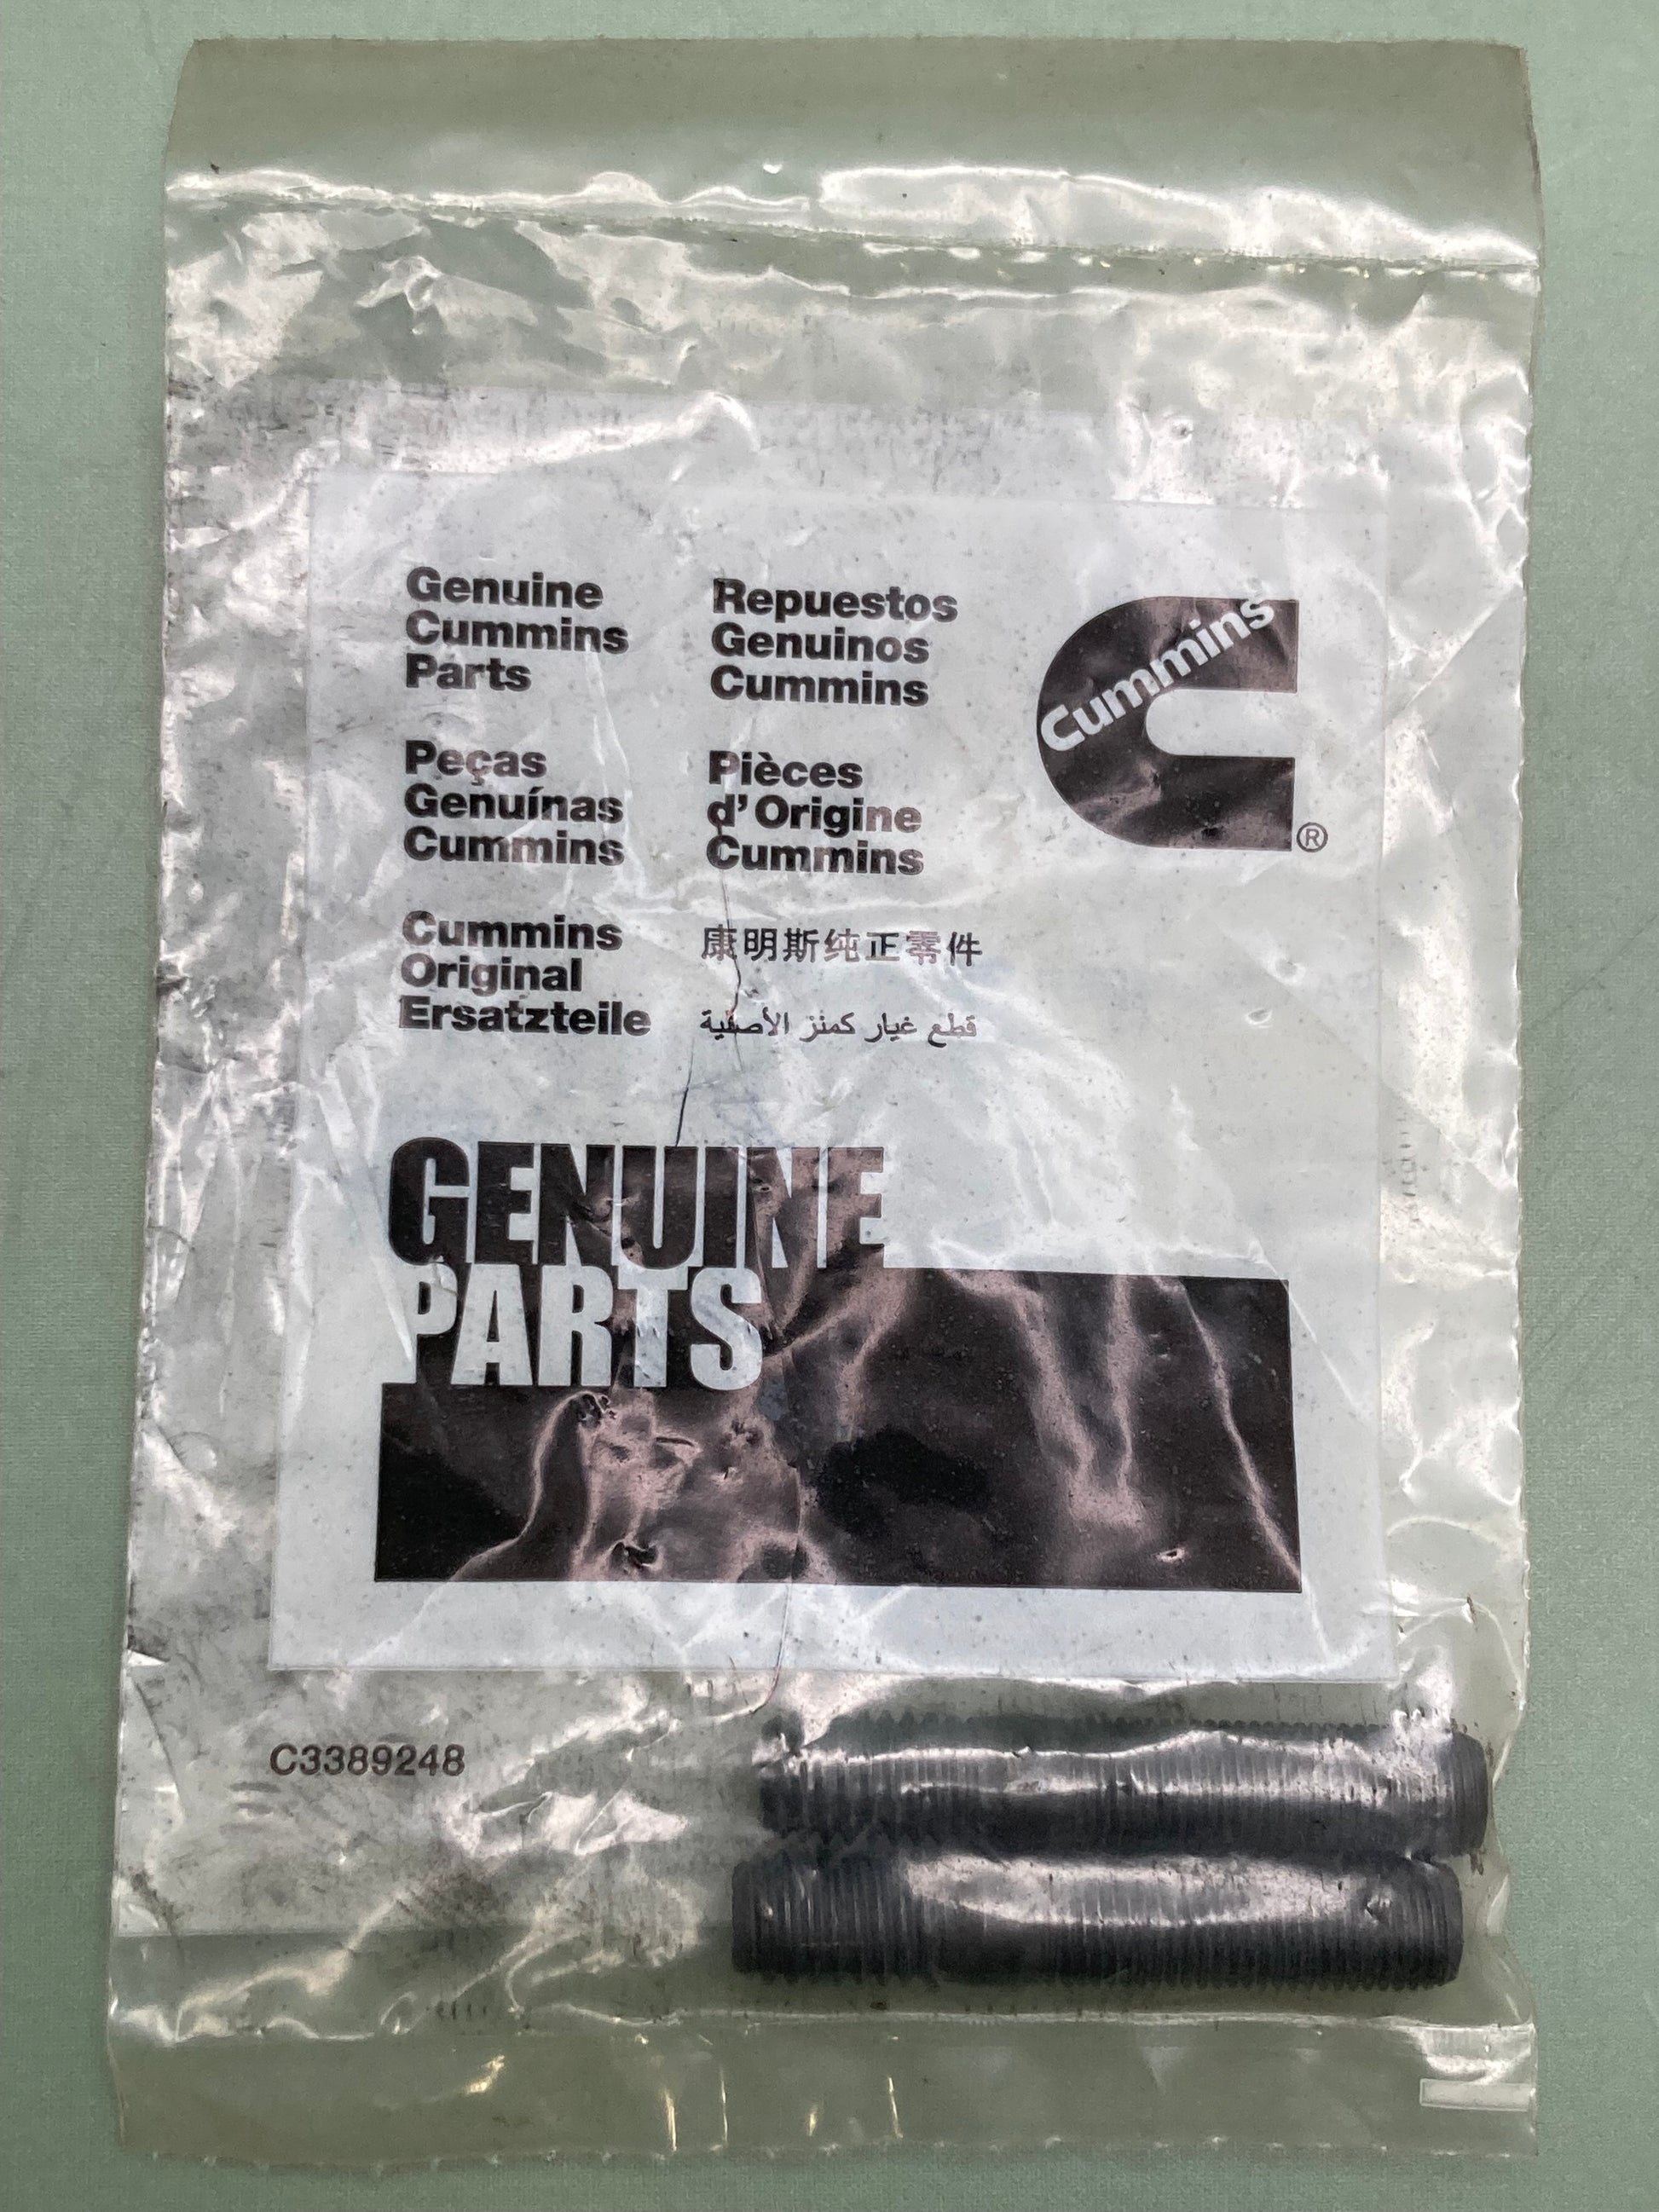 Genuine
Cummins
Parts
Repuestos
Genuinos
Cummins
Cummins
®
Peças
Genuínas
Cummins
Pièces
d'Origine
Cummins
Cummins
Original
Ersatzteile
康明斯纯正零件
قطع غيار كمنز الأصلية
GENUINE
PARTS
C3389248